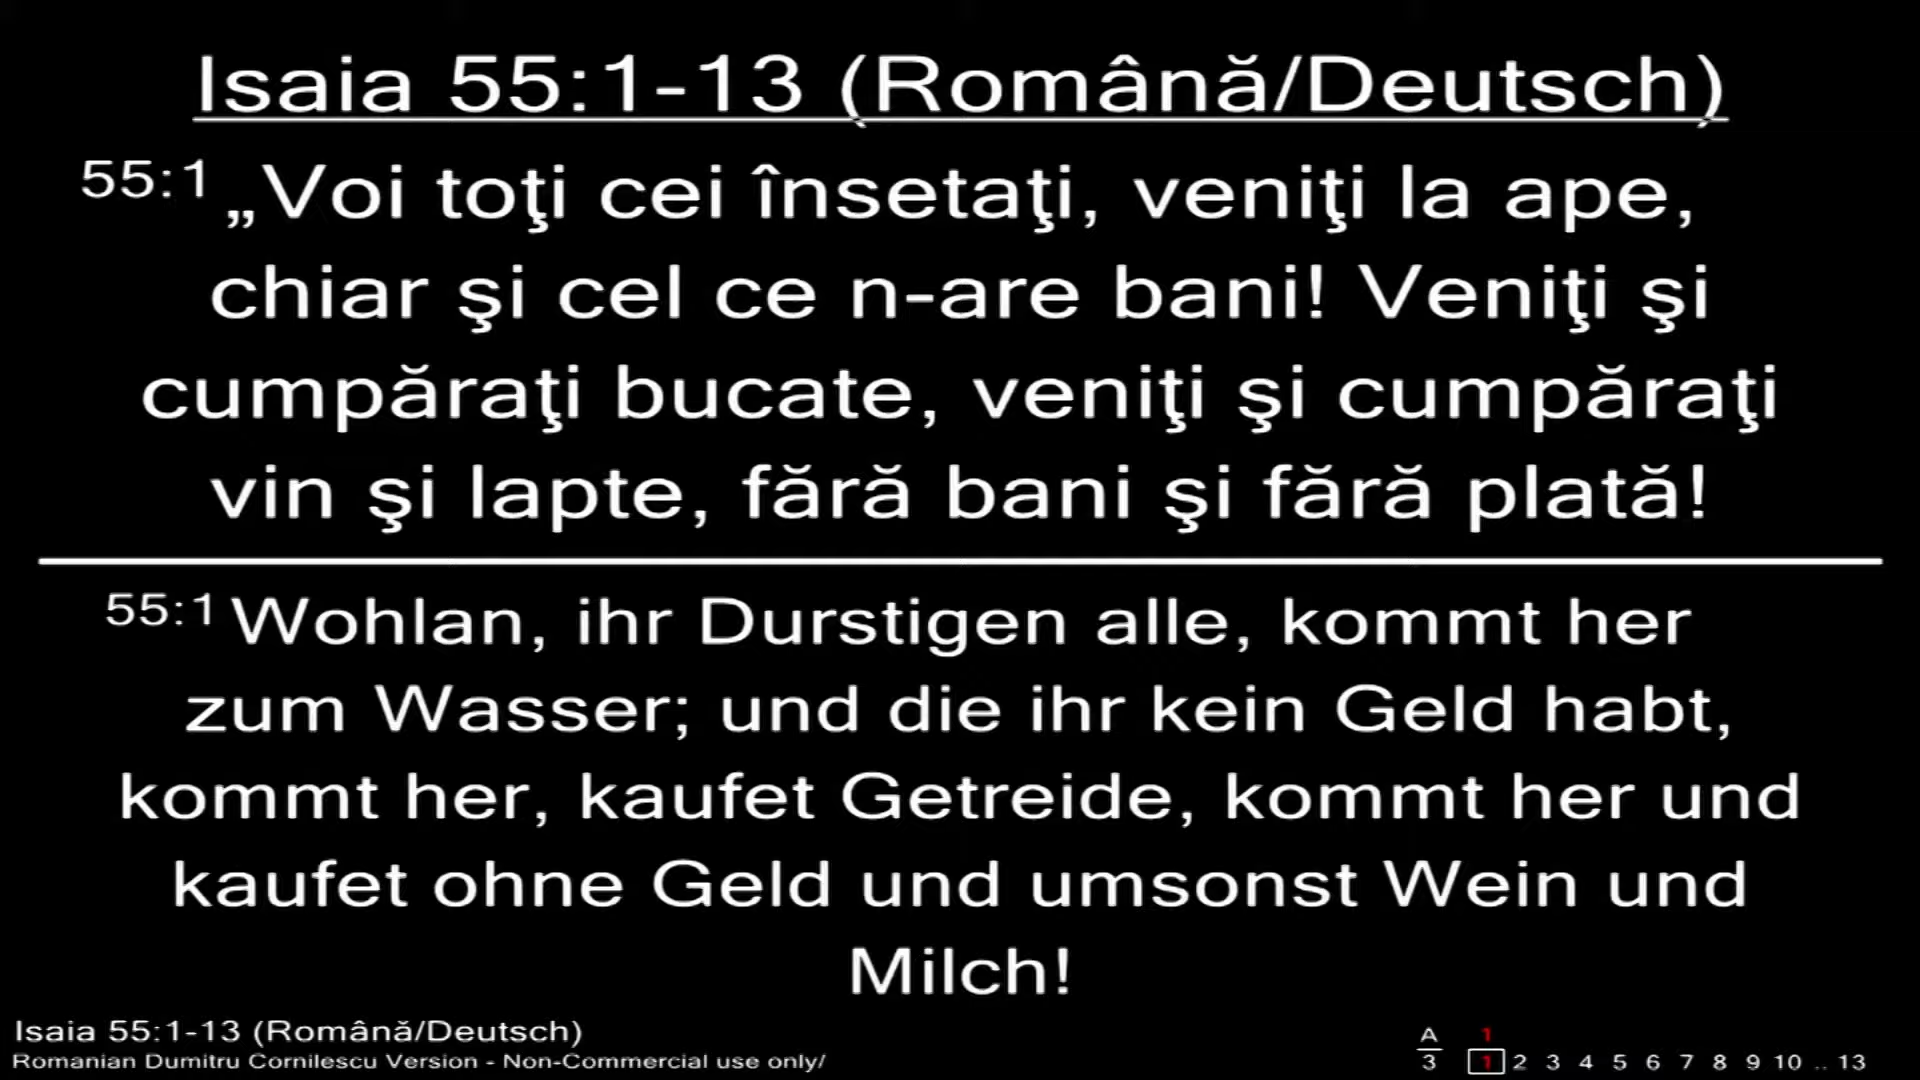 Isaia 55:1-13 (Română/Deutsch)
55:1 „Voi toţi cei însetaţi, veniţi la ape,
chiar şi cel ce n-are bani! Veniţi şi
cumpăraţi bucate, veniţi şi cumpăraţi
vin şi lapte, fără bani şi fără plată!
55:1 Wohlan, ihr Durstigen alle, kommt her
zum Wasser; und die ihr kein Geld habt,
kommt her, kaufet Getreide, kommt her und
kaufet ohne Geld und umsonst Wein und
Milch!
Isaia 55:1-13 (Română/Deutsch)
Romanian Dumitru Cornilescu Version - Non-Commercial use only/
A 1
3 1 2 3 4 5 6 7 8 9 10 .. 13